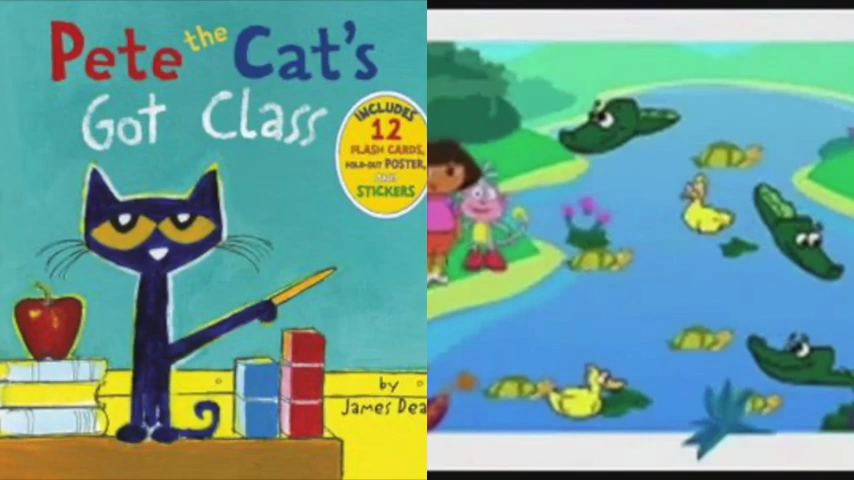 Pete the Cat's
Got Class
INCLUDES
12
FLASH CARDS,
FOLD-OUT POSTER,
AND
STICKERS
by
James Dea